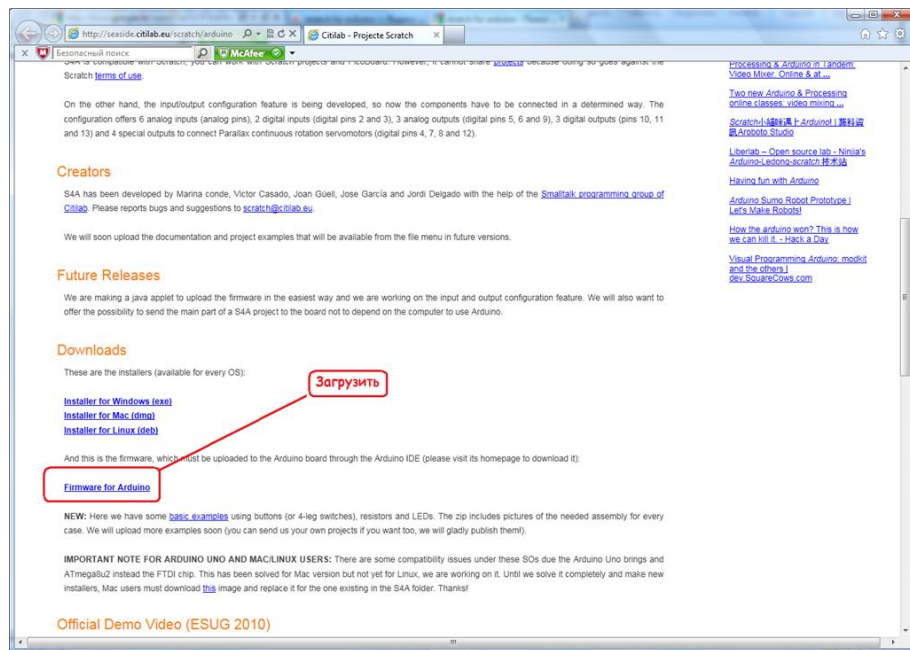 http://seaside.citilab.eu/scratch/arduino
Citilab - Projecte Scratch
Безопасный поиск
McAfee
S4A is compatible with Scratch, you can work with Scratch projects and PicoBoard. However, it cannot share projects because doing so goes against the
Scratch terms of use.
On the other hand, the input/output configuration feature is being developed, so now the components have to be connected in a determined way. The
configuration offers 6 analog inputs (analog pins), 2 digital inputs (digital pins 2 and 3), 3 analog outputs (digital pins 5, 6 and 9), 3 digital outputs (pins 10, 11
and 13) and 4 special outputs to connect Parallax continuous rotation servomotors (digital pins 4, 7, 8 and 12).
Creators
S4A has been developed by Marina conde, Victor Casado, Joan Güell, Jose García and Jordi Delgado with the help of the Smalltalk programming group of
Citilab. Please reports bugs and suggestions to scratch@citilab.eu.
We will soon upload the documentation and project examples that will be available from the file menu in future versions.
Future Releases
We are making a java applet to upload the firmware in the easiest way and we are working on the input and output configuration feature. We will also want to
offer the possibility to send the main part of a S4A project to the board not to depend on the computer to use Arduino.
Downloads
These are the installers (available for every OS):
Загрузить
Installer for Windows (exe)
Installer for Mac (dmg)
Installer for Linux (deb)
And this is the firmware, which must be uploaded to the Arduino board through the Arduino IDE (please visit its homepage to download it):
Firmware for Arduino
NEW: Here we have some basic examples using buttons (or 4-leg switches), resistors and LEDs. The zip includes pictures of the needed assembly for every
case. We will upload more examples soon (you can send us your own projects if you want too, we will gladly publish them!).
IMPORTANT NOTE FOR ARDUINO UNO AND MAC/LINUX USERS: There are some compatibility issues under these SOs due the Arduino Uno brings and
ATmega8u2 instead the FTDI chip. This has been solved for Mac version but not yet for Linux, we are working on it. Until we solve it completely and make new
installers, Mac users must download this image and replace it for the one existing in the S4A folder. Thanks!
Official Demo Video (ESUG 2010)
Processing & Arduino in Tandem:
Video Mixer. Online & at ...
Two new Arduino & Processing
online classes: video mixing ...
Arduino! |
Aroboto Studio
Liberlab – Open source lab - Ninjia's
Arduino-Ledong-scratch 技术站
Having fun with Arduino
Arduino Sumo Robot Prototype |
Let's Make Robots!
How the arduino won? This is how
we can kill it. - Hack a Day
Visual Programming Arduino: modkit
and the others |
dev.SquareCows.com